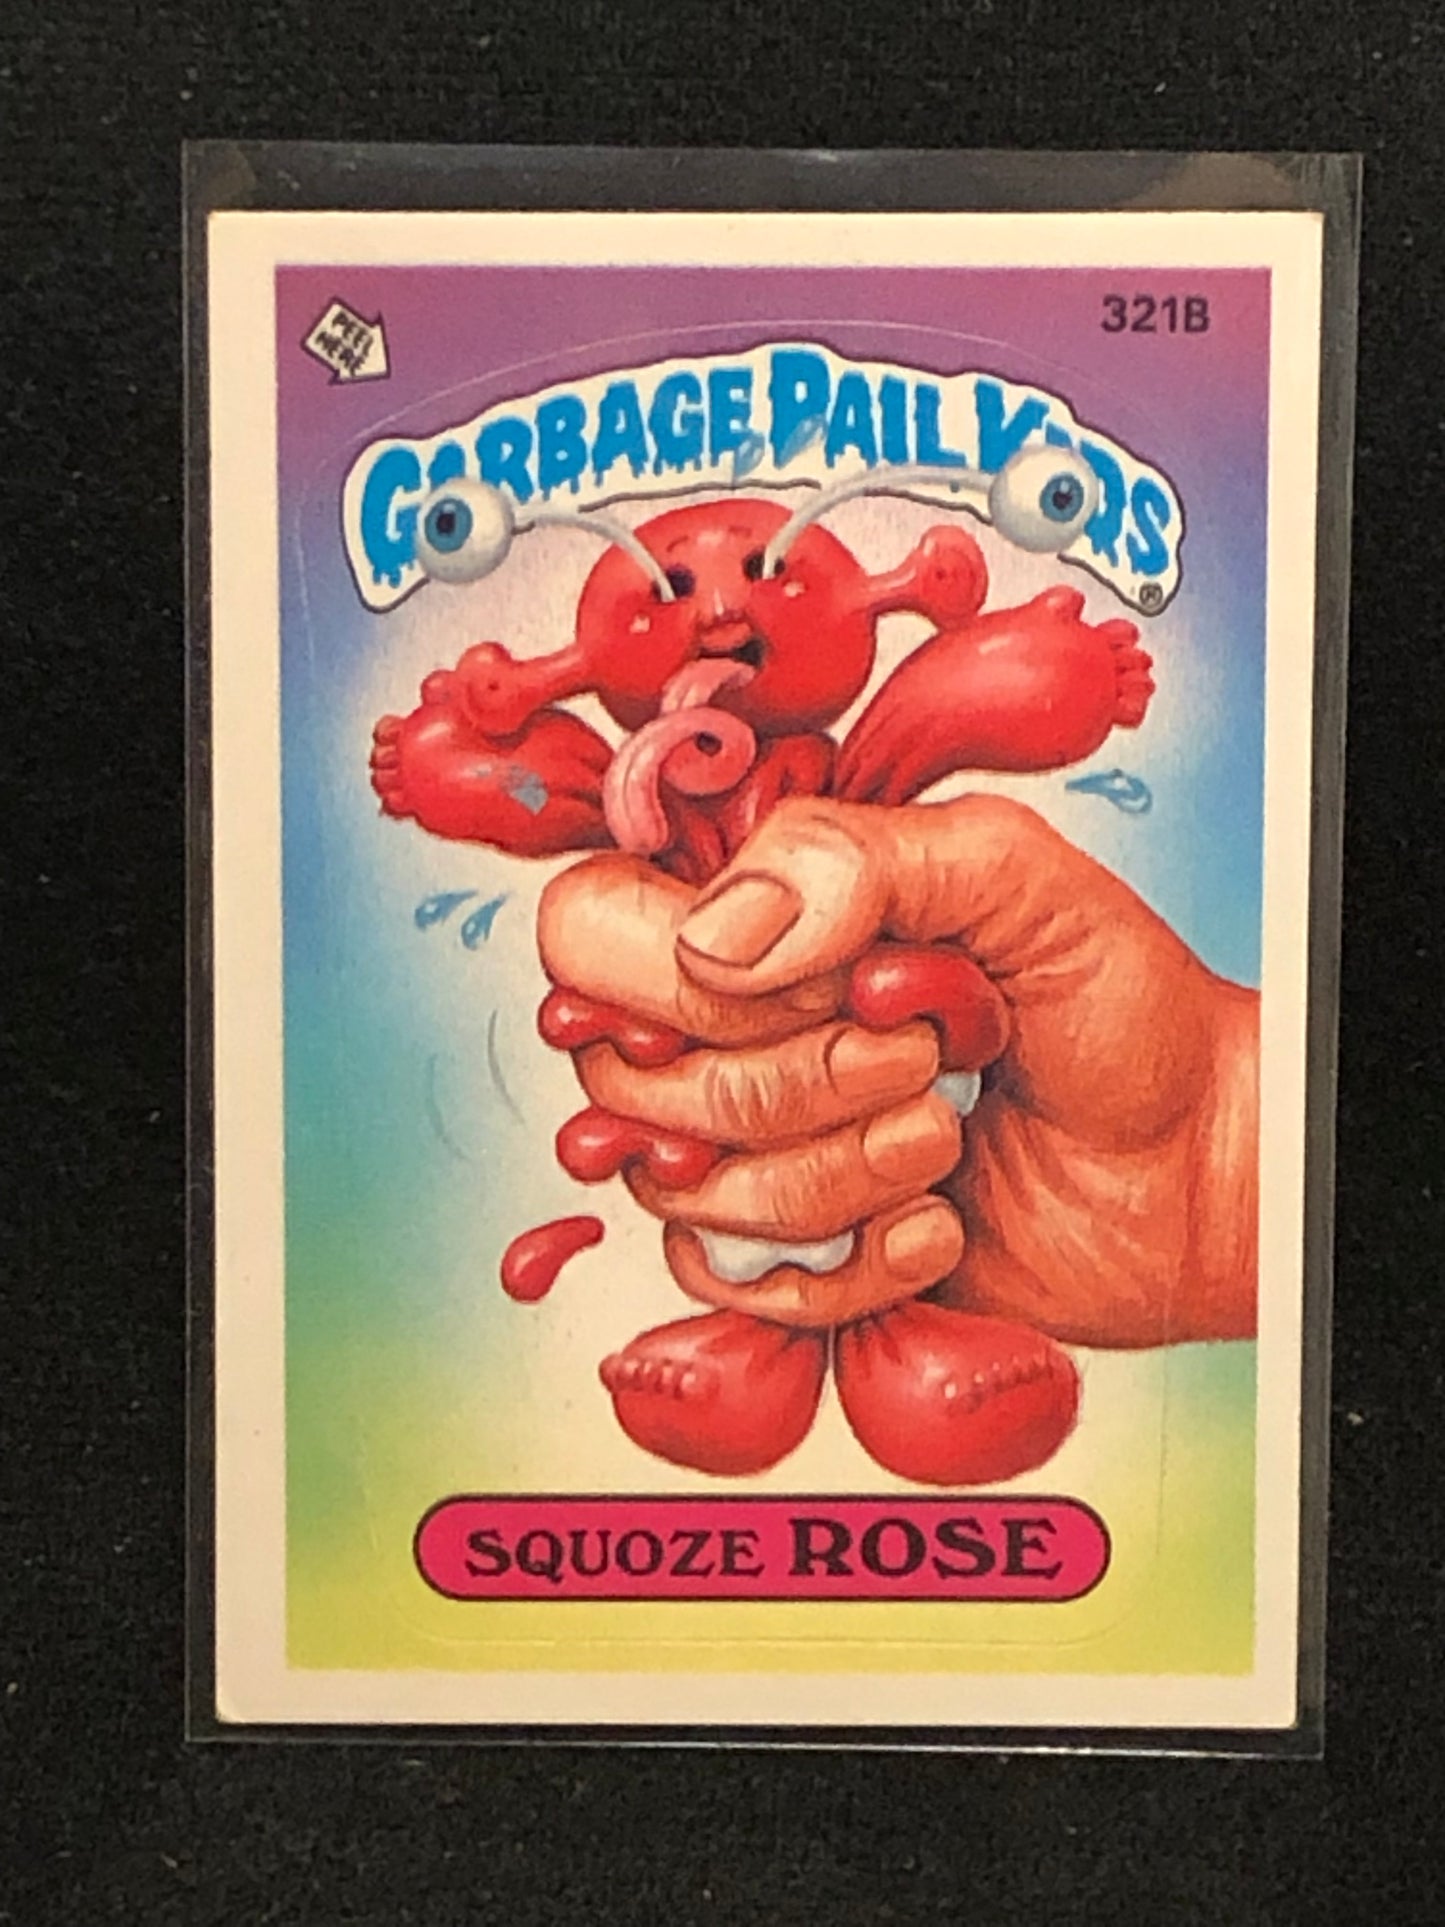 PEEL
HERE
321B
GARBAGE PAIL KIDS
®
SQUOZE ROSE